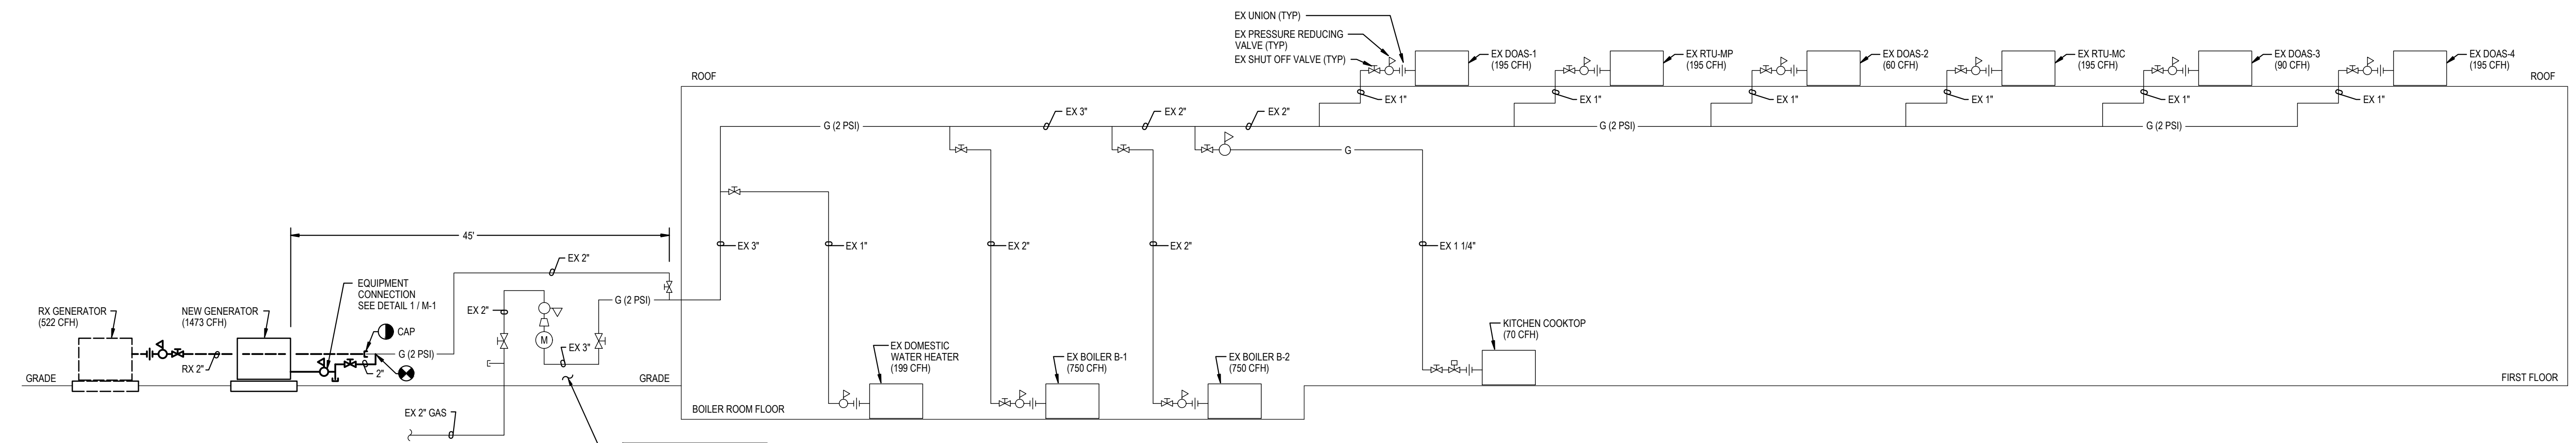 EX UNION (TYP)
EX PRESSURE REDUCING
VALVE (TYP)
EX SHUT OFF VALVE (TYP)
EX DOAS-1
(195 CFH)
EX RTU-MP
(195 CFH)
EX DOAS-2
(60 CFH)
EX RTU-MC
(195 CFH)
EX DOAS-3
(90 CFH)
EX DOAS-4
(195 CFH)
ROOF
ROOF
EX 1"
EX 1"
EX 1"
EX 1"
EX 1"
EX 1"
G (2 PSI)
EX 3"
EX 2"
EX 2"
G (2 PSI)
G (2 PSI)
G
EX 3"
EX 1"
EX 2"
EX 2"
EX 1 1/4"
45'
EX 2"
EQUIPMENT
CONNECTION
SEE DETAIL 1 / M-1
G (2 PSI)
RX GENERATOR
(522 CFH)
NEW GENERATOR
(1473 CFH)
EX 2"
CAP
M
G (2 PSI)
EX 3"
RX 2"
2"
GRADE
GRADE
EX DOMESTIC
WATER HEATER
(199 CFH)
EX BOILER B-1
(750 CFH)
EX BOILER B-2
(750 CFH)
KITCHEN COOKTOP
(70 CFH)
FIRST FLOOR
BOILER ROOM FLOOR
EX 2" GAS